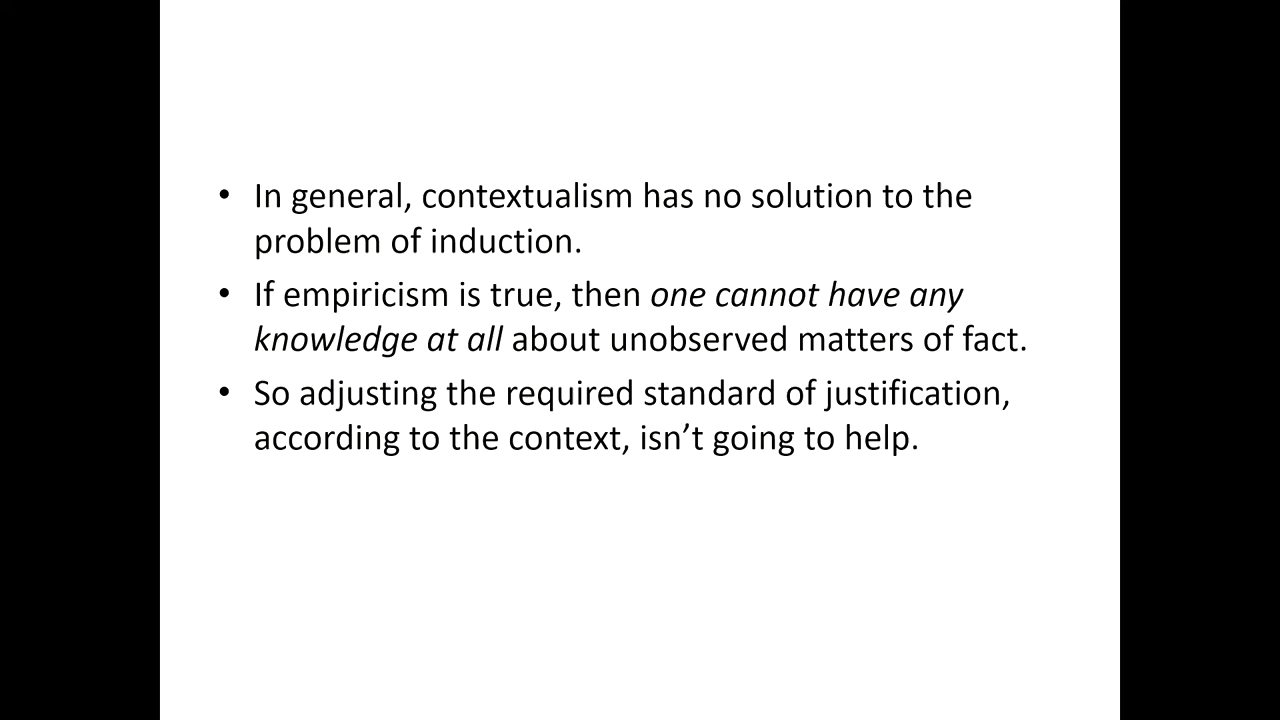 • In general, contextualism has no solution to the
problem of induction.
• If empiricism is true, then one cannot have any
knowledge at all about unobserved matters of fact.
• So adjusting the required standard of justification,
according to the context, isn’t going to help.